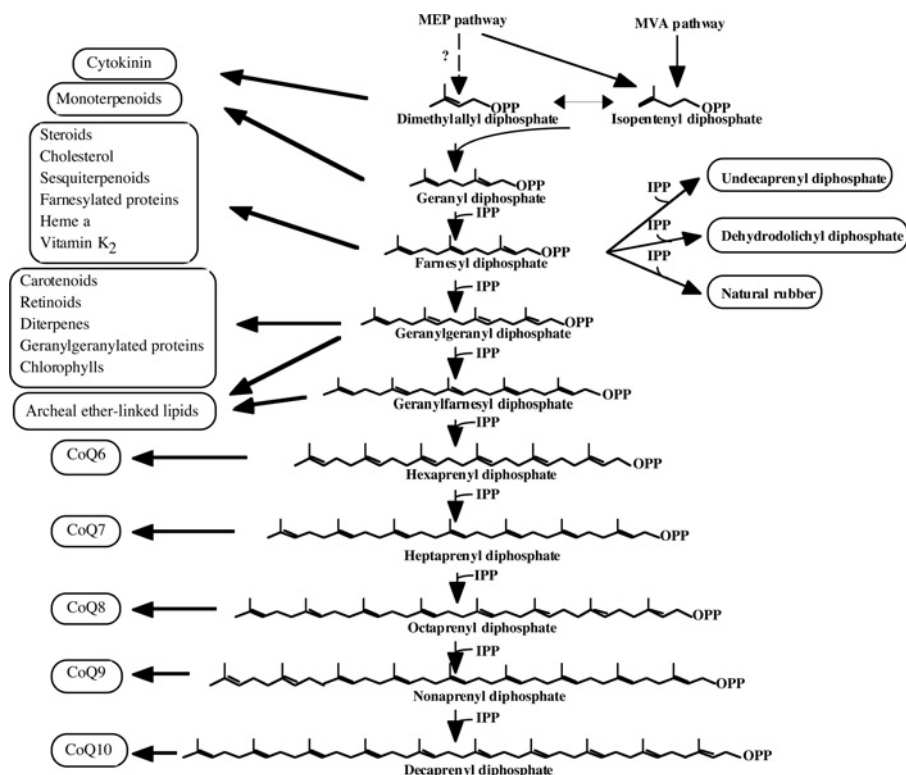 MEP pathway
MVA pathway
?
Cytokinin
Monoterpenoids
OPP
Dimethylallyl diphosphate
OPP
Isopentenyl diphosphate
Steroids
Cholesterol
Sesquiterpenoids
Farnesylated proteins
Heme a
Vitamin K2
OPP
Geranyl diphosphate
IPP
OPP
Farnesyl diphosphate
IPP
Undecaprenyl diphosphate
IPP
Dehydrodolichyl diphosphate
IPP
Natural rubber
IPP
Carotenoids
Retinoids
Diterpenes
Geranylgeranylated proteins
Chlorophylls
OPP
Geranylgeranyl diphosphate
IPP
Archeal ether-linked lipids
OPP
Geranylfarnesyl diphosphate
IPP
CoQ6
OPP
Hexaprenyl diphosphate
IPP
CoQ7
OPP
Heptaprenyl diphosphate
IPP
CoQ8
OPP
Octaprenyl diphosphate
IPP
CoQ9
OPP
Nonaprenyl diphosphate
IPP
CoQ10
OPP
Decaprenyl diphosphate